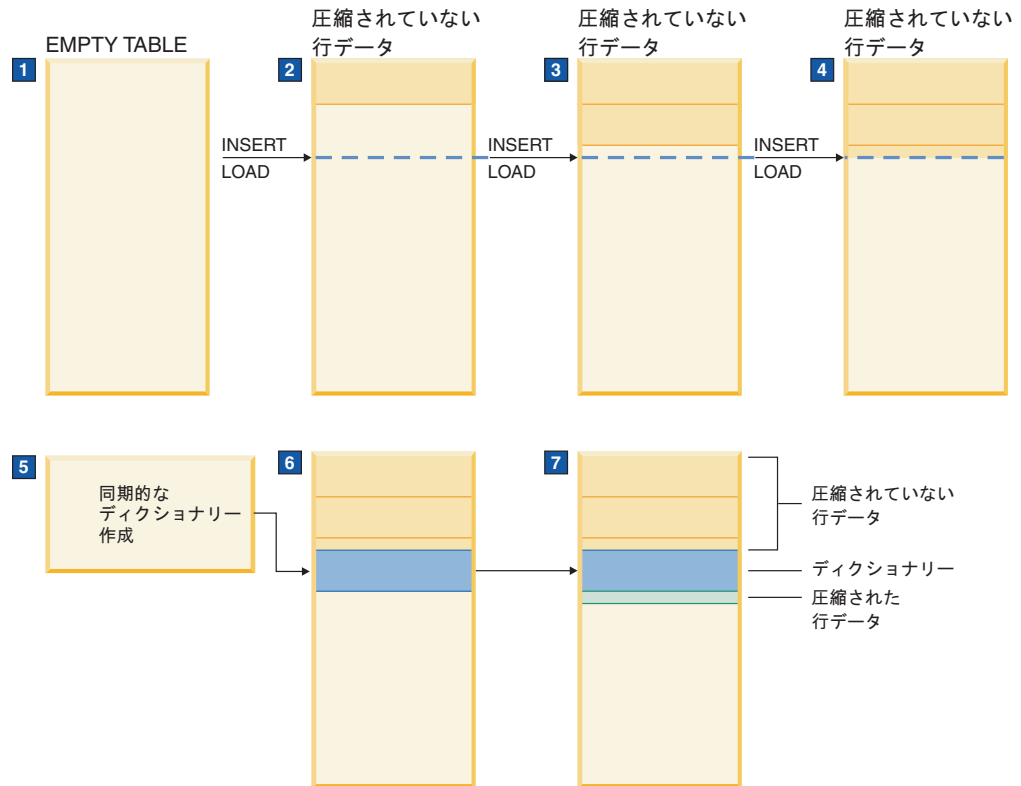 EMPTY TABLE
1
圧縮されていない
行データ
2
圧縮されていない
行データ
3
圧縮されていない
行データ
4
INSERT
LOAD
INSERT
LOAD
INSERT
LOAD
5
同期的な
ディクショナリー
作成
6
7
圧縮されていない
行データ
ディクショナリー
圧縮された
行データ